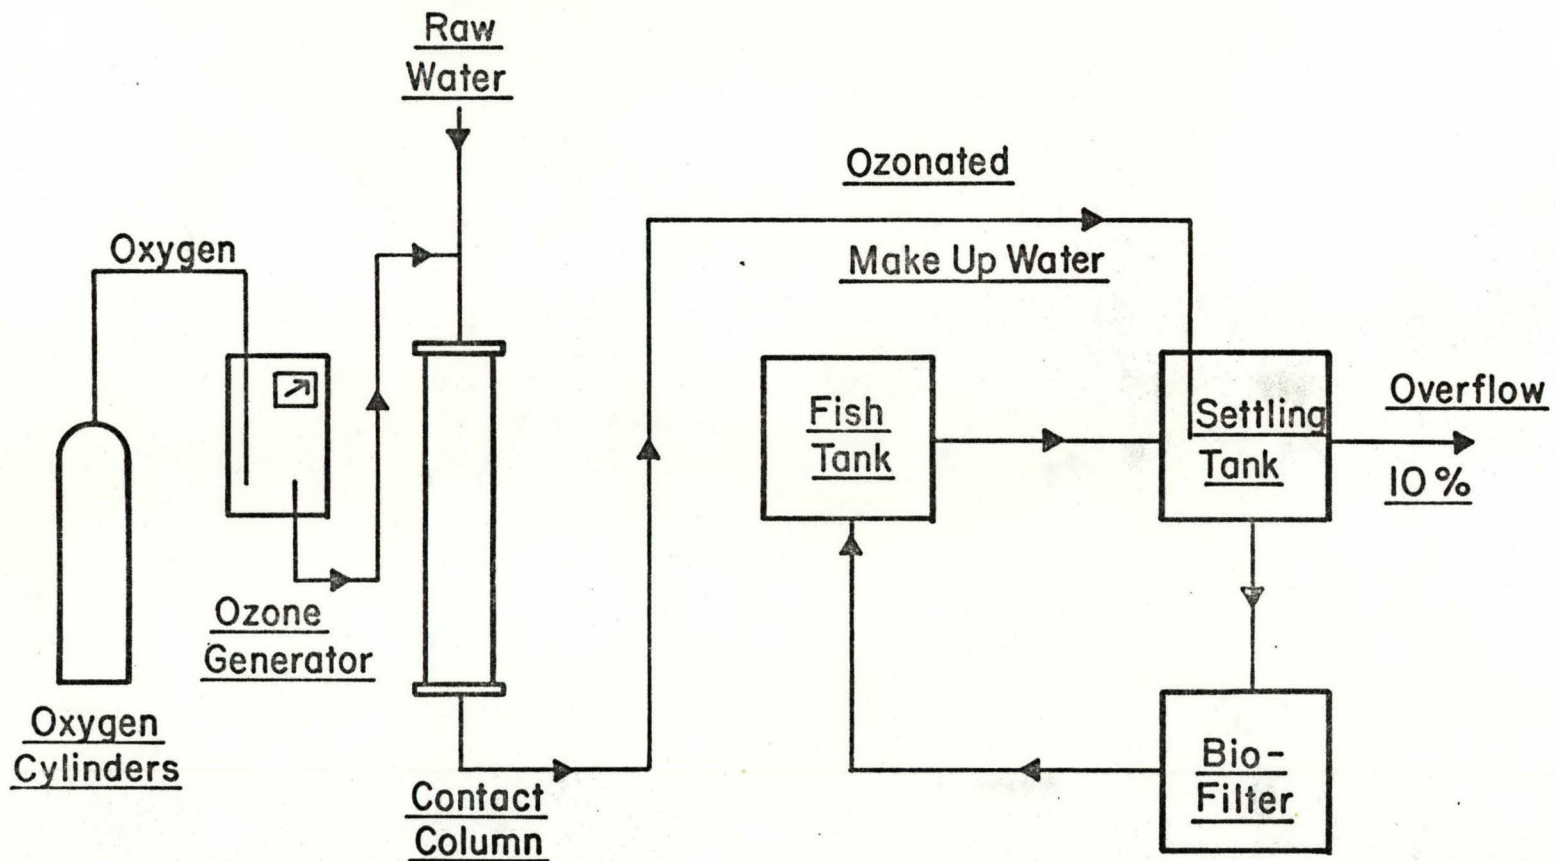 Raw
Water
Oxygen
Ozone
Generator
Oxygen
Cylinders
Contact
Column
Ozonated
Make Up Water
Fish
Tank
Settling
Tank
Overflow
10 %
Bio-
Filter